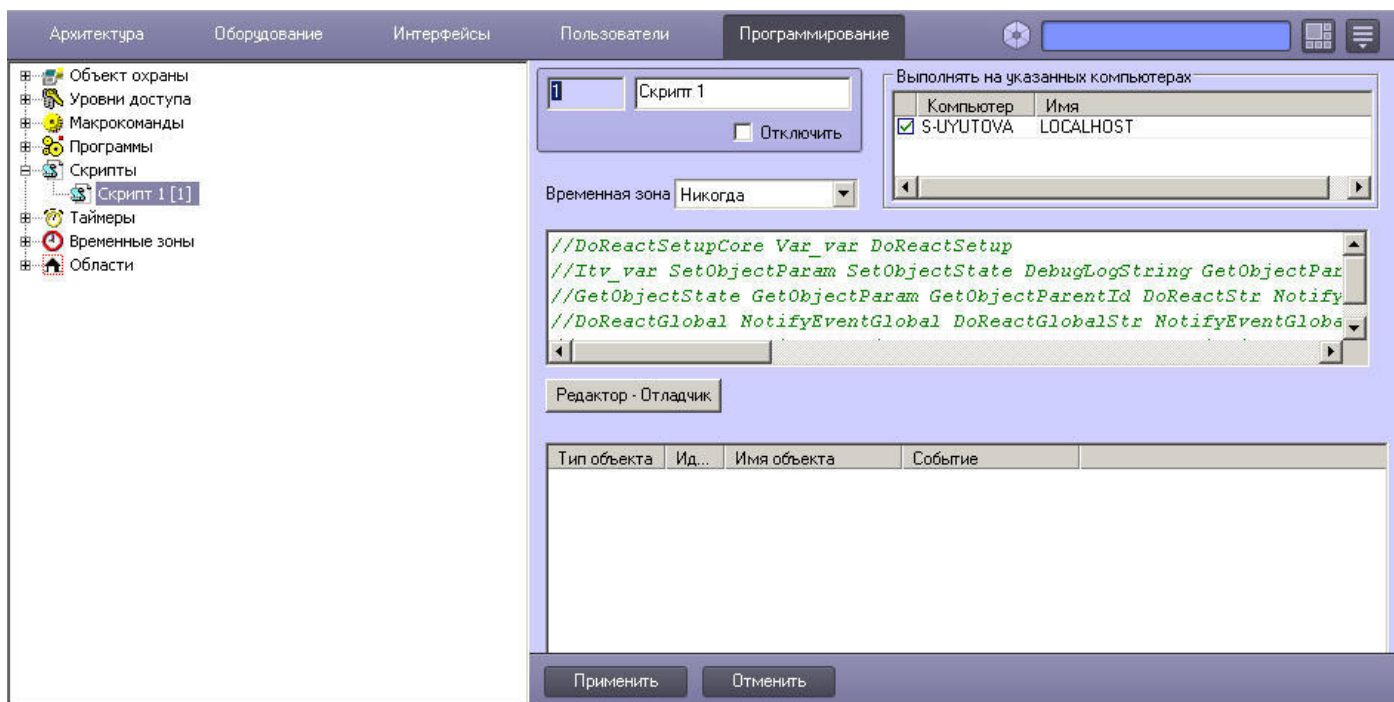 Архитектура Оборудование Интерфейсы Пользователи Программирование
Объект охраны
Уровни доступа
Макрокоманды
Программы
Скрипты
Скрипт 1 [1]
Таймеры
Временные зоны
Области
1 Скрипт 1
Отключить
Выполнять на указанных компьютерах
Компьютер Имя
S-UYUTOVA LOCALHOST
Временная зона Никогда
//DoReactSetupCore Var_var DoReactSetup
//Itv_var SetObjectParam SetObjectState DebugLogString GetObjectPar
//GetObjectState GetObjectParam GetObjectParentId DoReactStr Notify
//DoReactGlobal NotifyEventGlobal DoReactGlobalStr NotifyEventGloba
Редактор - Отладчик
Тип объекта Ид... Имя объекта Событие
Применить Отменить